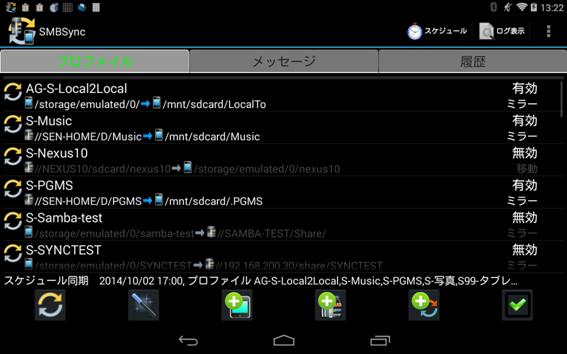 13:22
SMBSync
スケジュール
ログ表示
プロファイル
メッセージ
履歴
AG-S-Local2Local
有効
/storage/emulated/0/ /mnt/sdcard/LocalTo
ミラー
S-Music
有効
//SEN-HOME/D/Music /mnt/sdcard/Music
ミラー
S-Nexus10
無効
//NEXUS10/sdcard/nexus10 /storage/emulated/0/nexus10
移動
S-PGMS
有効
//SEN-HOME/D/PGMS /mnt/sdcard/.PGMS
ミラー
S-Samba-test
無効
/storage/emulated/0/samba-test //SAMBA-TEST/Share/
ミラー
S-SYNCTEST
無効
/storage/emulated/0/SYNCTEST //192.168.200.30/share/SYNCTEST
ミラー
スケジュール同期 2014/10/02 17:00, プロファイル AG-S-Local2Local,S-Music,S-PGMS,S-写真,S99-タブレ...